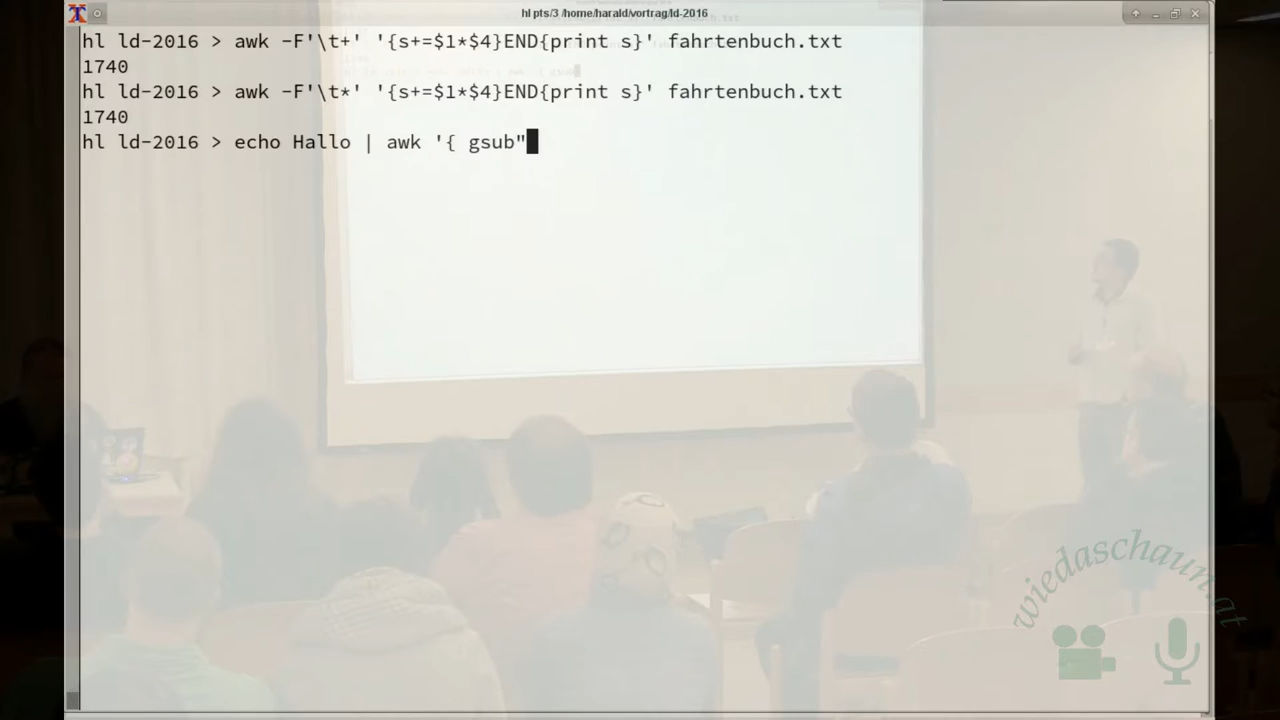 hl pts/3 /home/harald/vortrag/ld-2016
hl ld-2016 > awk -F'\t+' '{s+=$1*$4}END{print s}' fahrtenbuch.txt
1740
hl ld-2016 > awk -F'\t*' '{s+=$1*$4}END{print s}' fahrtenbuch.txt
1740
hl ld-2016 > echo Hallo | awk '{ gsub"
wiedaschaun.at